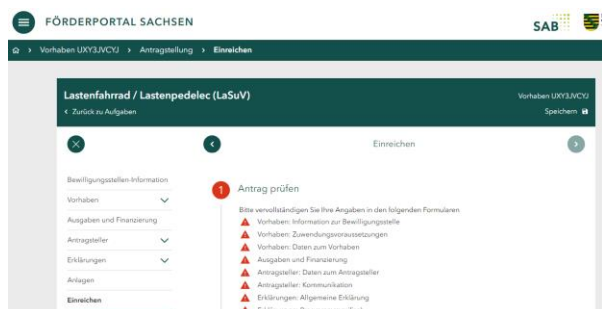 FÖRDERPORTAL SACHSEN
SAB
Vorhaben UXY3JVCYJ > Antragstellung > Einreichen
Lastenfahrrad / Lastenpedelec (LaSuV)
Vorhaben UXY3JVCYJ
< Zurück zu Aufgaben
Speichern
Einreichen
Bewilligungsstellen-Information
Vorhaben
Ausgaben und Finanzierung
Antragsteller
Erklärungen
Anlagen
Einreichen
1 Antrag prüfen
Bitte vervollständigen Sie Ihre Angaben in den folgenden Formularen
Vorhaben: Information zur Bewilligungsstelle
Vorhaben: Zuwendungsvoraussetzungen
Vorhaben: Daten zum Vorhaben
Ausgaben und Finanzierung
Antragsteller: Daten zum Antragsteller
Antragsteller: Kommunikation
Erklärungen: Allgemeine Erklärung